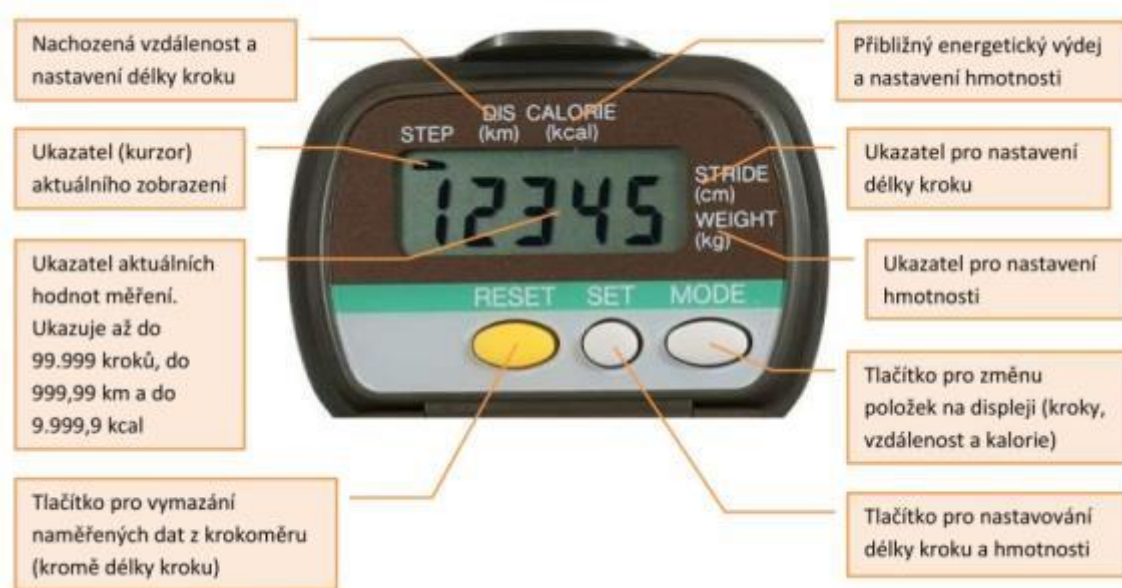 Nachozená vzdálenost a
nastavení délky kroku
Ukazatel (kurzor)
aktuálního zobrazení
Ukazatel aktuálních
hodnot měření.
Ukazuje až do
99.999 kroků, do
999,99 km a do
9.999,9 kcal
Tlačítko pro vymazání
naměřených dat z krokoměru
(kromě délky kroku)
STEP
DIS
(km)
CALORIE
(kcal)
12345
STRIDE
(cm)
WEIGHT
(kg)
RESET SET MODE
Přibližný energetický výdej
a nastavení hmotnosti
Ukazatel pro nastavení
délky kroku
Ukazatel pro nastavení
hmotnosti
Tlačítko pro změnu
položek na displeji (kroky,
vzdálenost a kalorie)
Tlačítko pro nastavování
délky kroku a hmotnosti